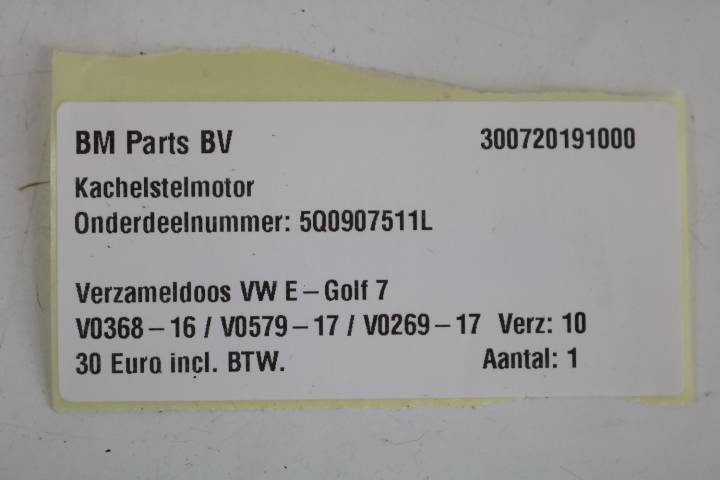 BM Parts BV 300720191000
Kachelstelmotor
Onderdeelnummer: 5Q0907511L
Verzameldoos VW E-Golf 7
V0368-16 / V0579-17 / V0269-17 Verz: 10
30 Euro incl. BTW. Aantal: 1